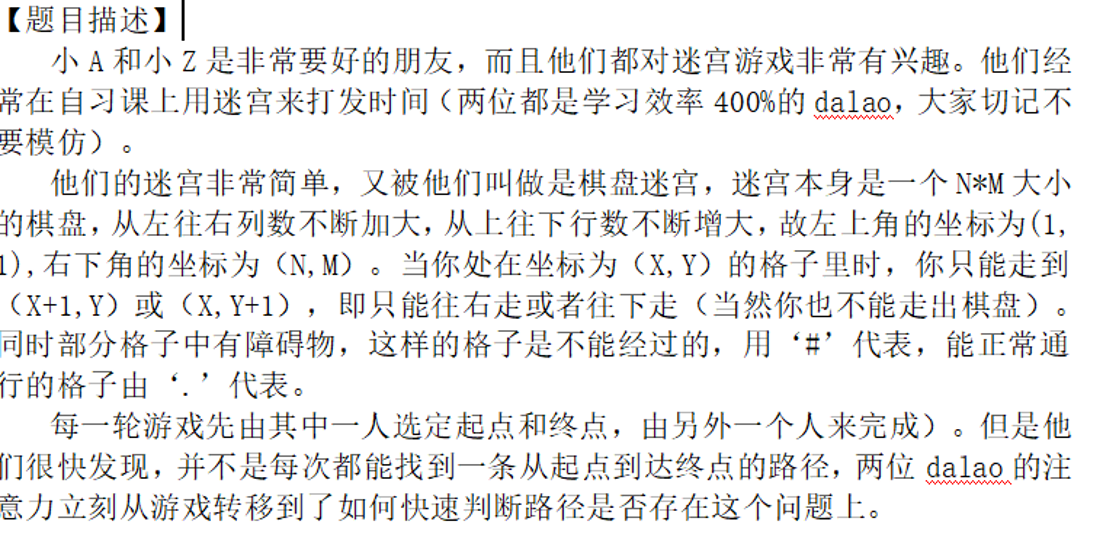 【题目描述】
小 A 和小 Z 是非常要好的朋友，而且他们都对迷宫游戏非常有兴趣。他们经
常在自习课上用迷宫来打发时间（两位都是学习效率 400%的 dalao，大家切记不
要模仿）。
他们的迷宫非常简单，又被他们叫做是棋盘迷宫，迷宫本身是一个 N*M 大小
的棋盘，从左往右列数不断加大，从上往下行数不断增大，故左上角的坐标为(1,
1),右下角的坐标为（N,M）。当你处在坐标为（X,Y）的格子里时，你只能走到
（X+1,Y）或（X,Y+1），即只能往右走或者往下走（当然你也不能走出棋盘）。
同时部分格子中有障碍物，这样的格子是不能经过的，用‘#’代表，能正常通
行的格子由‘.’代表。
每一轮游戏先由其中一人选定起点和终点，由另外一个人来完成）。但是他
们很快发现，并不是每次都能找到一条从起点到达终点的路径，两位 dalao 的注
意力立刻从游戏转移到了如何快速判断路径是否存在这个问题上。